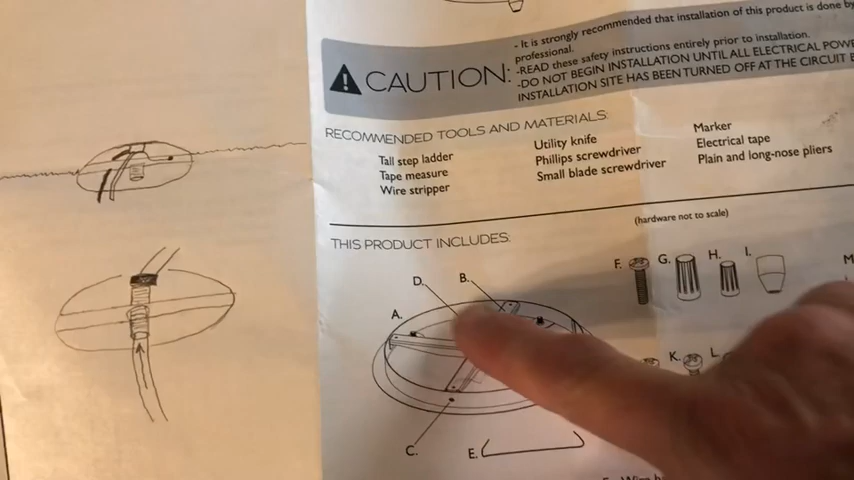 - It is strongly recommended that installation of this product is done by
professional.
-READ these safety instructions entirely prior to installation.
-DO NOT BEGIN INSTALLATION UNTIL ALL ELECTRICAL POWE
INSTALLATION SITE HAS BEEN TURNED OFF AT THE CIRCUIT
CAUTION:
RECOMMENDED TOOLS AND MATERIALS:
Tall step ladder
Tape measure
Wire stripper
Utility knife
Phillips screwdriver
Small blade screwdriver
Marker
Electrical tape
Plain and long-nose pliers
(hardware not to scale)
THIS PRODUCT INCLUDES:
A.
D.
B.
C.
E.
F.
G.
H.
I.
M
K.
L.